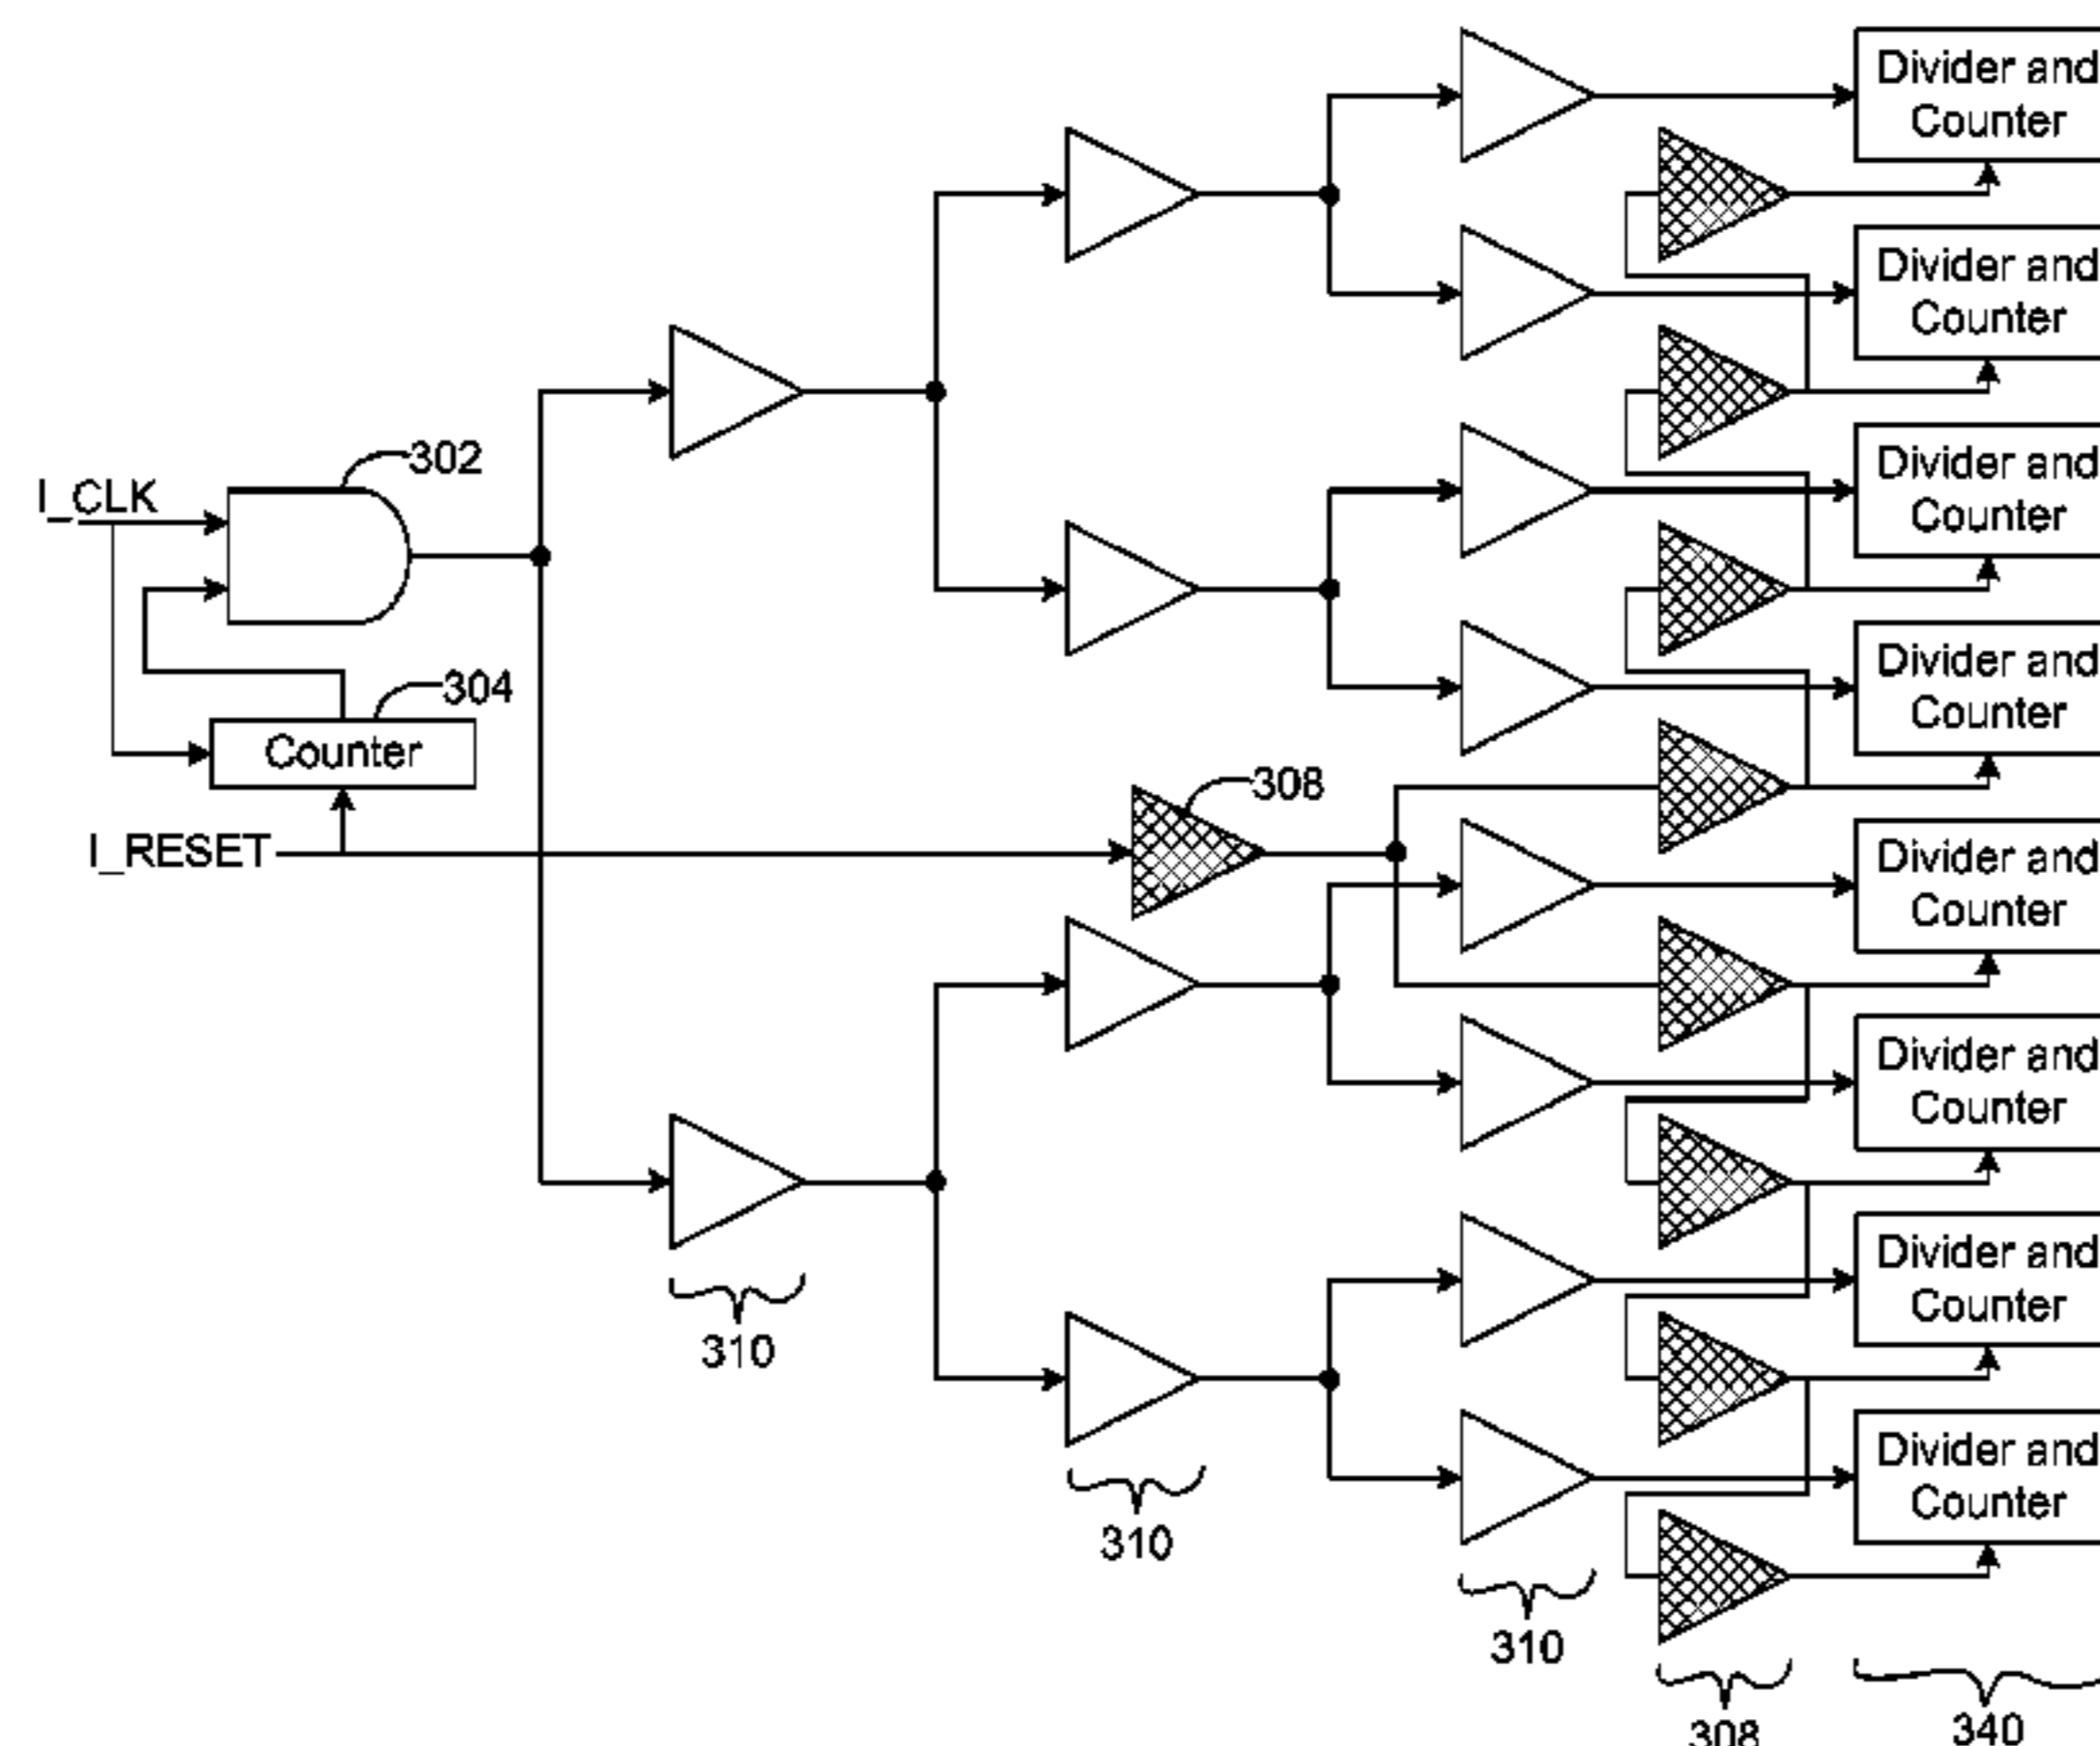 Divider and
Counter
Divider and
Counter
302
I_CLK
Divider and
Counter
304
Counter
Divider and
Counter
308
I_RESET
Divider and
Counter
Divider and
Counter
310
Divider and
Counter
310
Divider and
Counter
310
308
340